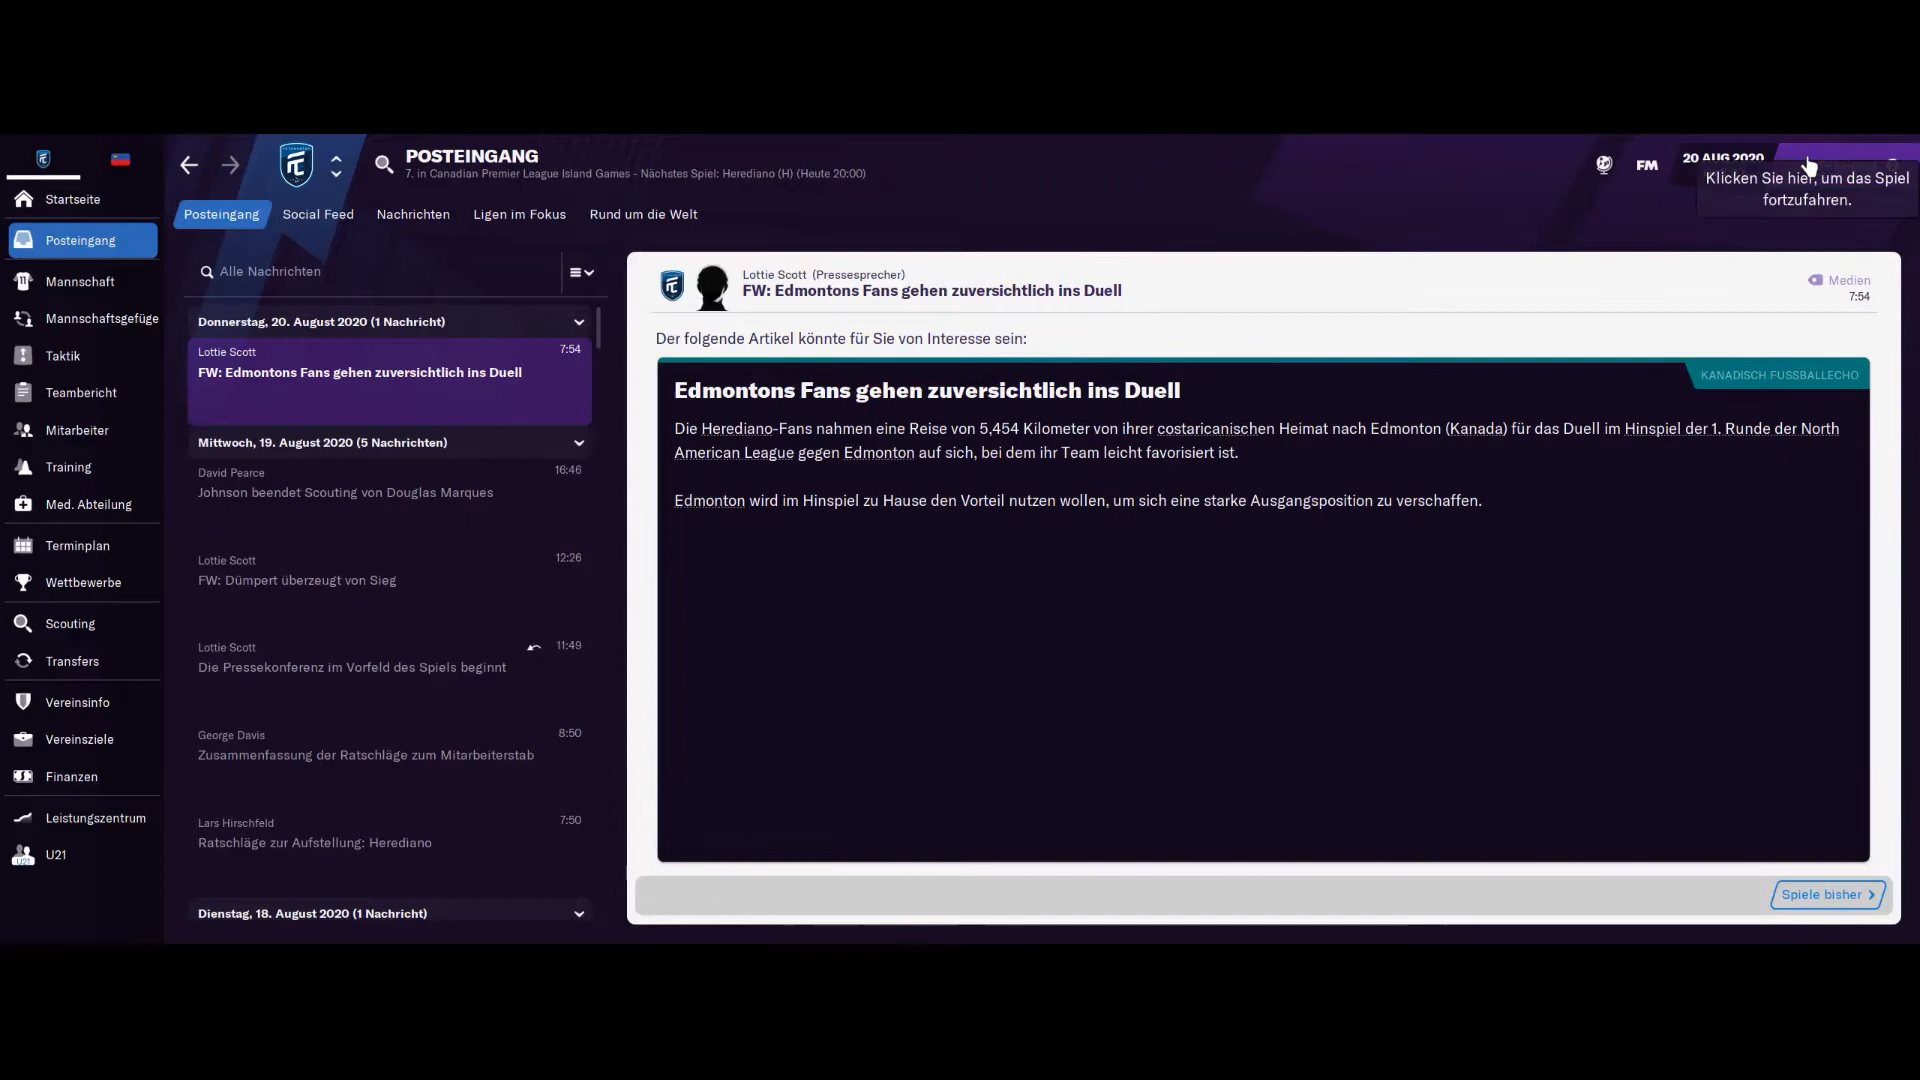 POSTEINGANG
7. in Canadian Premier League Island Games - Nächstes Spiel: Herediano (H) (Heute 20:00)
FM
20 AUG 2020
Klicken Sie hier, um das Spiel
fortzufahren.
Startseite
Posteingang
Mannschaft
Mannschaftsgefüge
Taktik
Teambericht
Mitarbeiter
Training
Med. Abteilung
Terminplan
Wettbewerbe
Scouting
Transfers
Vereinsinfo
Vereinsziele
Finanzen
Leistungszentrum
U21
Posteingang
Social Feed
Nachrichten
Ligen im Fokus
Rund um die Welt
Alle Nachrichten
Donnerstag, 20. August 2020 (1 Nachricht)
Lottie Scott 7:54
FW: Edmontons Fans gehen zuversichtlich ins Duell
Mittwoch, 19. August 2020 (5 Nachrichten)
David Pearce 16:46
Johnson beendet Scouting von Douglas Marques
Lottie Scott 12:26
FW: Dümpert überzeugt von Sieg
Lottie Scott 11:49
Die Pressekonferenz im Vorfeld des Spiels beginnt
George Davis 8:50
Zusammenfassung der Ratschläge zum Mitarbeiterstab
Lars Hirschfeld 7:50
Ratschläge zur Aufstellung: Herediano
Dienstag, 18. August 2020 (1 Nachricht)
Lottie Scott (Pressesprecher)
FW: Edmontons Fans gehen zuversichtlich ins Duell
Medien
7:54
Der folgende Artikel könnte für Sie von Interesse sein:
KANADISCH FUSSBALLECHO
Edmontons Fans gehen zuversichtlich ins Duell
Die Herediano-Fans nahmen eine Reise von 5,454 Kilometer von ihrer costaricanischen Heimat nach Edmonton (Kanada) für das Duell im Hinspiel der 1. Runde der North
American League gegen Edmonton auf sich, bei dem ihr Team leicht favorisiert ist.
Edmonton wird im Hinspiel zu Hause den Vorteil nutzen wollen, um sich eine starke Ausgangsposition zu verschaffen.
Spiele bisher